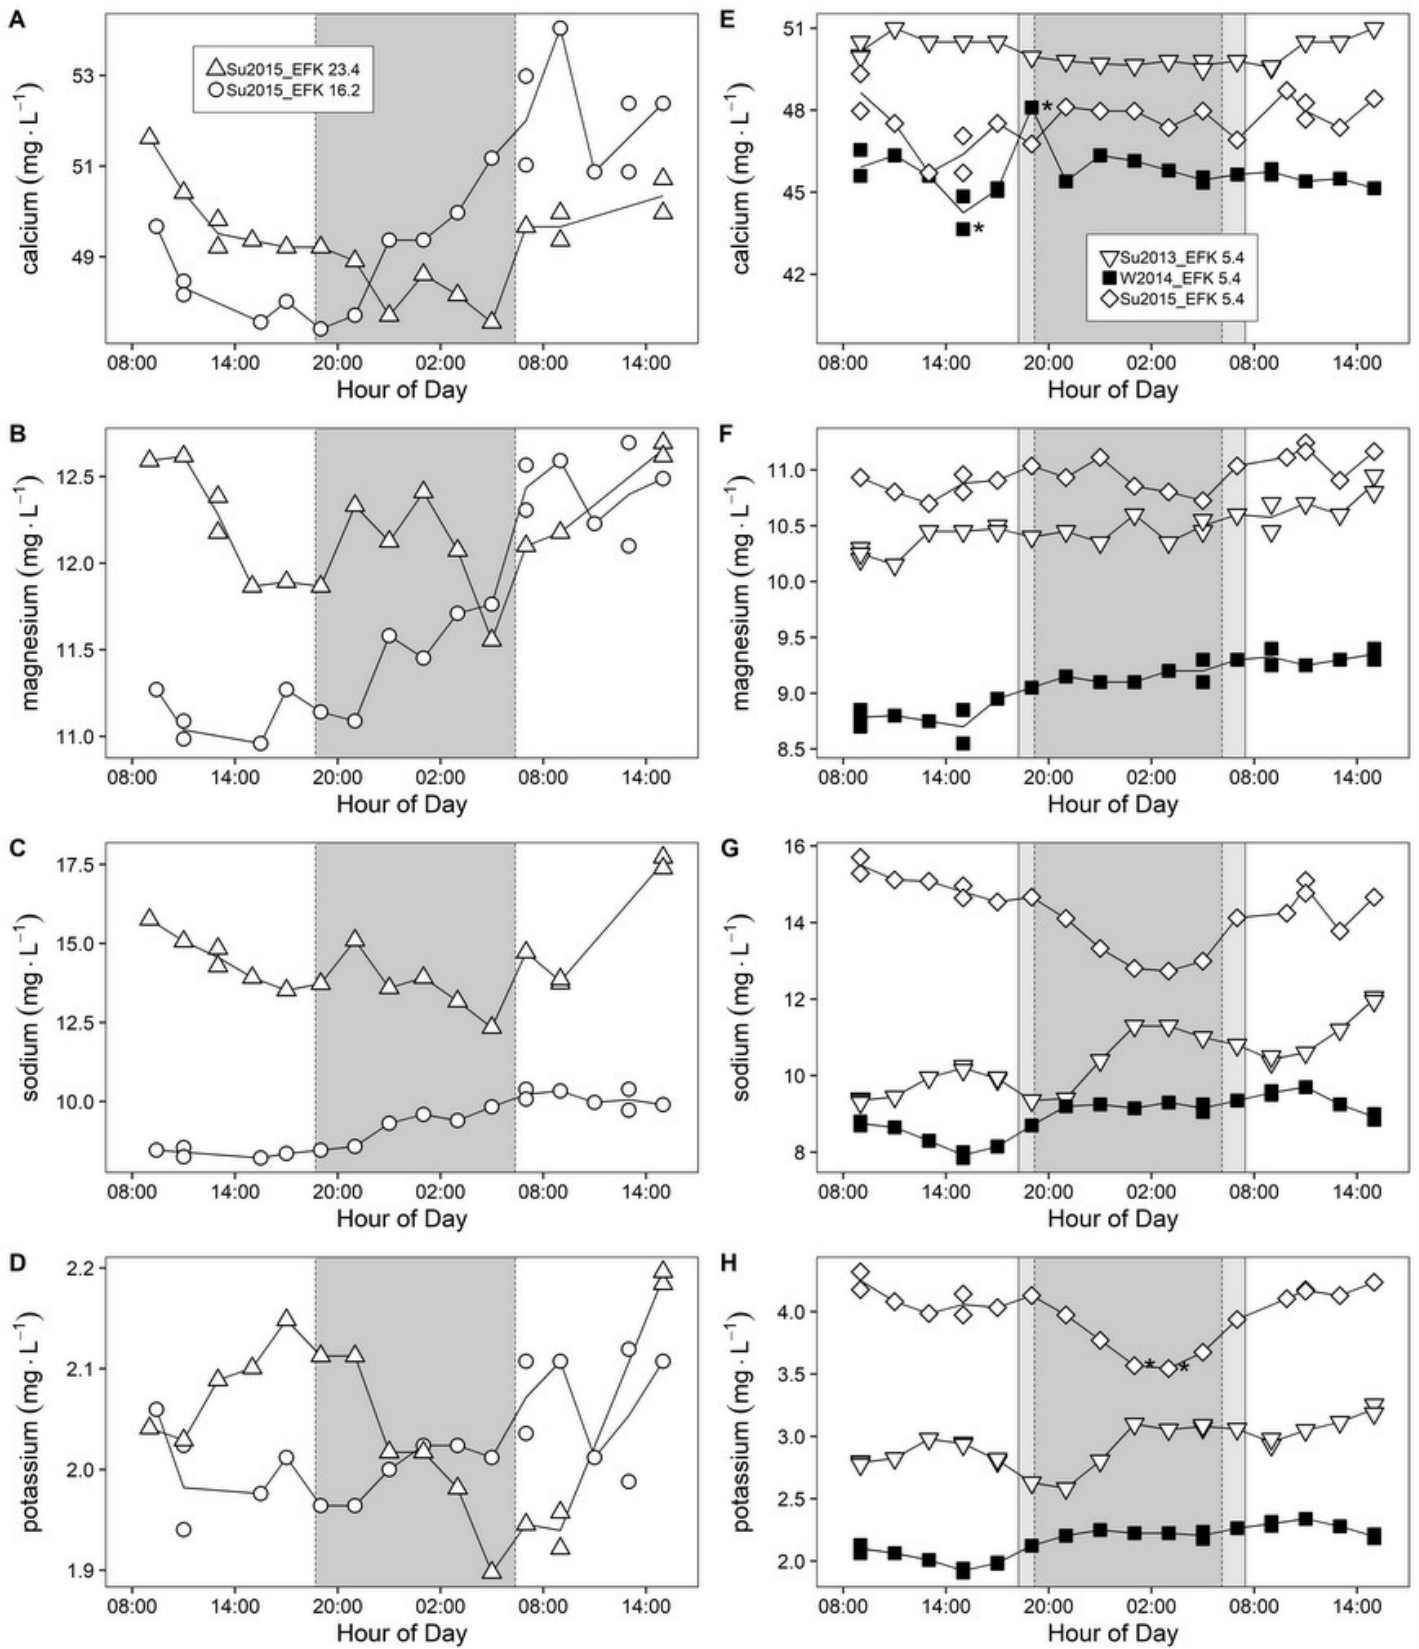 A
53
51
49
calcium (mg · L⁻¹)
Su2015_EFK 23.4
Su2015_EFK 16.2
08:00 14:00 20:00 02:00 08:00 14:00
Hour of Day
E
51
48
45
42
calcium (mg · L⁻¹)
*
*
Su2013_EFK 5.4
W2014_EFK 5.4
Su2015_EFK 5.4
08:00 14:00 20:00 02:00 08:00 14:00
Hour of Day
B
12.5
12.0
11.5
11.0
magnesium (mg · L⁻¹)
08:00 14:00 20:00 02:00 08:00 14:00
Hour of Day
F
11.0
10.5
10.0
9.5
9.0
8.5
magnesium (mg · L⁻¹)
08:00 14:00 20:00 02:00 08:00 14:00
Hour of Day
C
17.5
15.0
12.5
10.0
sodium (mg · L⁻¹)
08:00 14:00 20:00 02:00 08:00 14:00
Hour of Day
G
16
14
12
10
8
sodium (mg · L⁻¹)
08:00 14:00 20:00 02:00 08:00 14:00
Hour of Day
D
2.2
2.1
2.0
1.9
potassium (mg · L⁻¹)
08:00 14:00 20:00 02:00 08:00 14:00
Hour of Day
H
4.0
3.5
3.0
2.5
2.0
potassium (mg · L⁻¹)
* *
08:00 14:00 20:00 02:00 08:00 14:00
Hour of Day